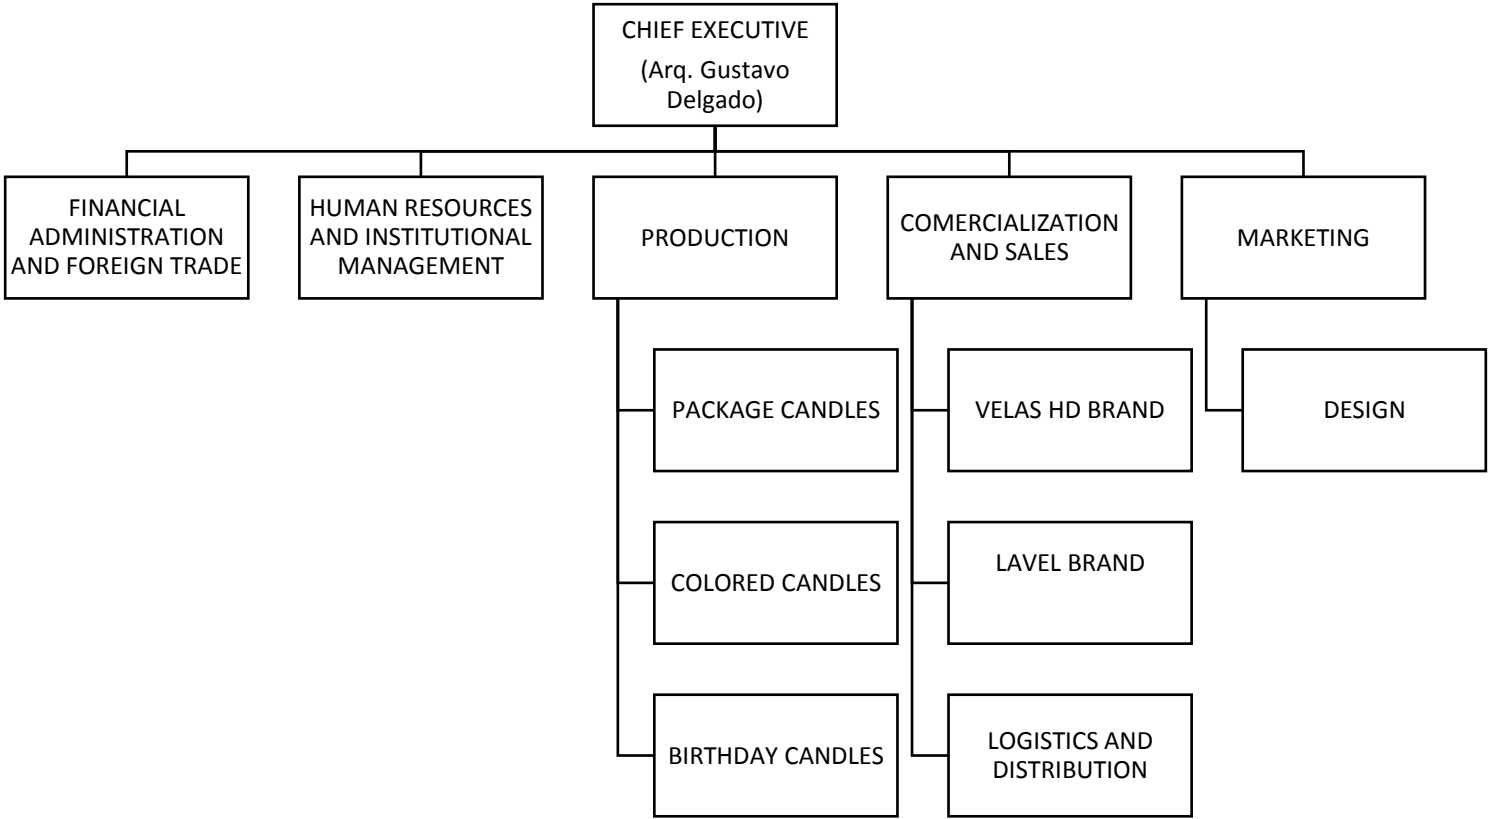 CHIEF EXECUTIVE
(Arq. Gustavo
Delgado)
FINANCIAL
ADMINISTRATION
AND FOREIGN TRADE
HUMAN RESOURCES
AND INSTITUTIONAL
MANAGEMENT
PRODUCTION
COMERCIALIZATION
AND SALES
MARKETING
PACKAGE CANDLES
VELAS HD BRAND
DESIGN
COLORED CANDLES
LAVEL BRAND
BIRTHDAY CANDLES
LOGISTICS AND
DISTRIBUTION